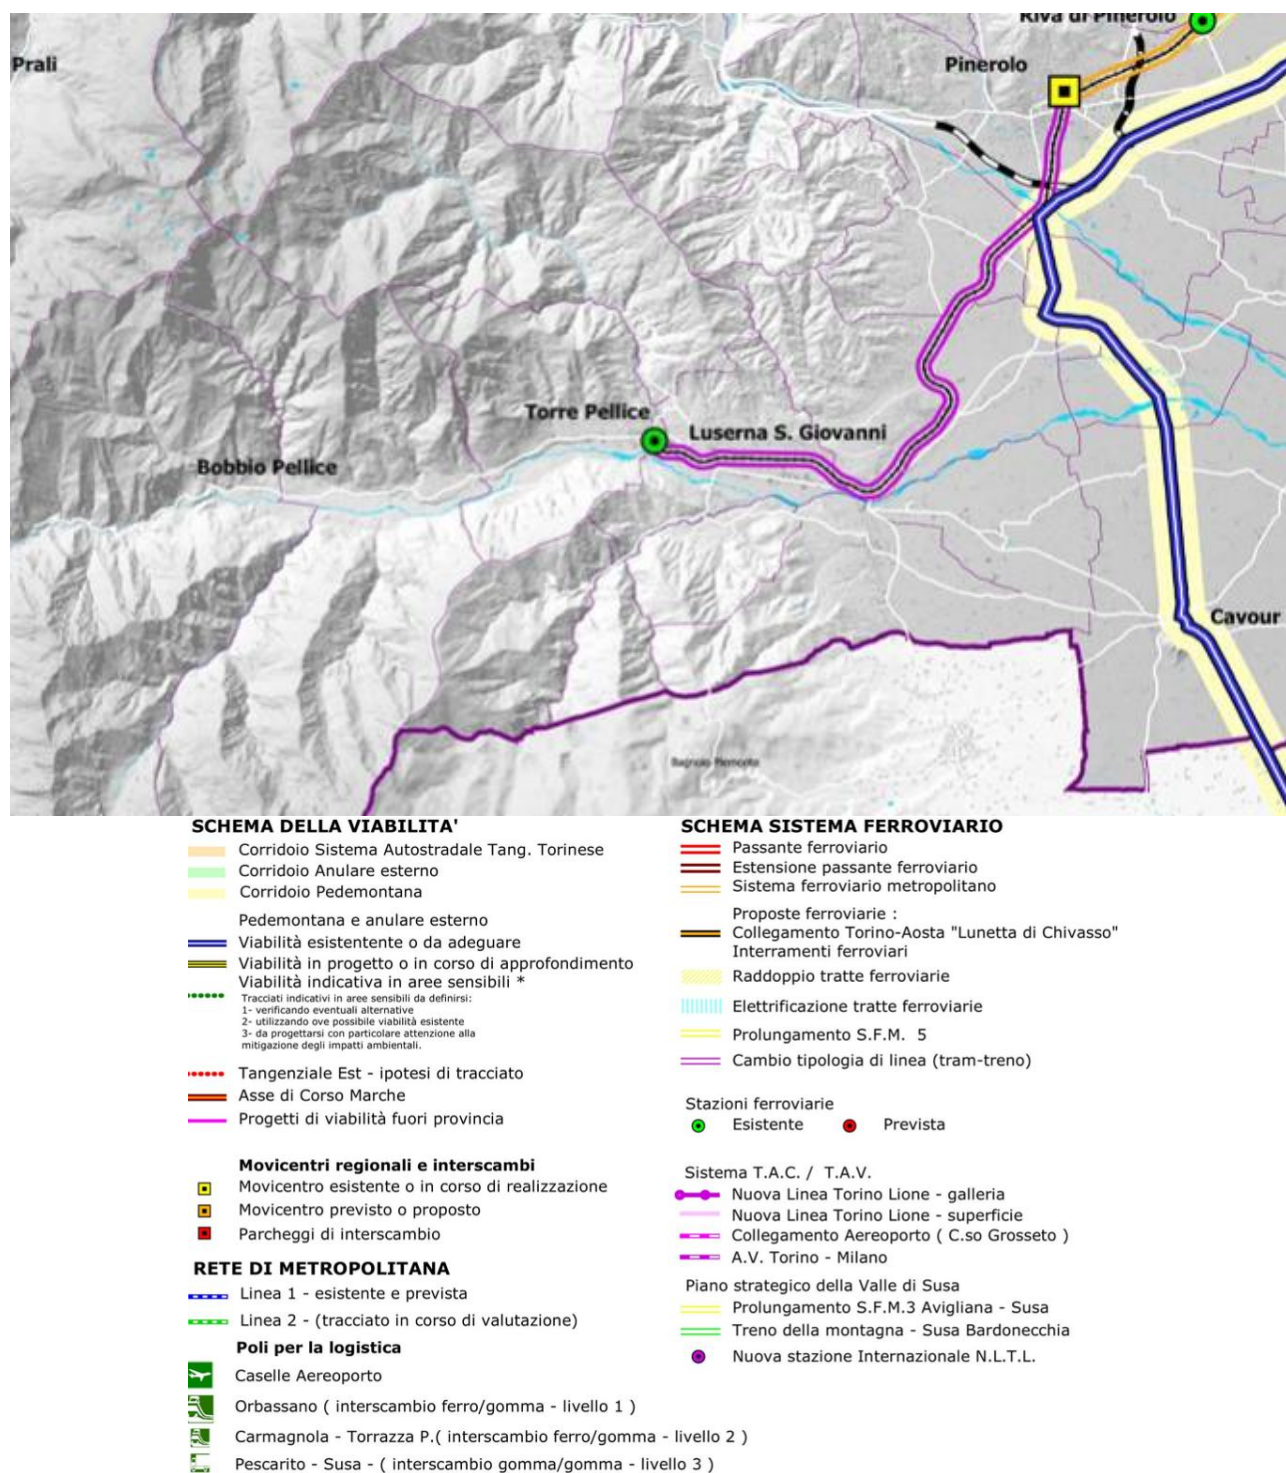 Riva di Pinerolo
Prali
Pinerolo
Torre Pellice
Luserna S. Giovanni
Bobbio Pellice
Cavour
Bagnolo Piemonte
SCHEMA DELLA VIABILITA'
Corridoio Sistema Autostradale Tang. Torinese
Corridoio Anulare esterno
Corridoio Pedemontana
Pedemontana e anulare esterno
Viabilità esistentente o da adeguare
Viabilità in progetto o in corso di approfondimento
Viabilità indicativa in aree sensibili *
Tracciati indicativi in aree sensibili da definirsi:
1- verificando eventuali alternative
2- utilizzando ove possibile viabilità esistente
3- da progettarsi con particolare attenzione alla
mitigazione degli impatti ambientali.
Tangenziale Est - ipotesi di tracciato
Asse di Corso Marche
Progetti di viabilità fuori provincia
Movicentri regionali e interscambi
Movicentro esistente o in corso di realizzazione
Movicentro previsto o proposto
Parcheggi di interscambio
RETE DI METROPOLITANA
Linea 1 - esistente e prevista
Linea 2 - (tracciato in corso di valutazione)
Poli per la logistica
Caselle Aereoporto
Orbassano ( interscambio ferro/gomma - livello 1 )
Carmagnola - Torrazza P.( interscambio ferro/gomma - livello 2 )
Pescarito - Susa - ( interscambio gomma/gomma - livello 3 )
SCHEMA SISTEMA FERROVIARIO
Passante ferroviario
Estensione passante ferroviario
Sistema ferroviario metropolitano
Proposte ferroviarie :
Collegamento Torino-Aosta "Lunetta di Chivasso"
Interramenti ferroviari
Raddoppio tratte ferroviarie
Elettrificazione tratte ferroviarie
Prolungamento S.F.M. 5
Cambio tipologia di linea (tram-treno)
Stazioni ferroviarie
Esistente Prevista
Sistema T.A.C. / T.A.V.
Nuova Linea Torino Lione - galleria
Nuova Linea Torino Lione - superficie
Collegamento Aereoporto ( C.so Grosseto )
A.V. Torino - Milano
Piano strategico della Valle di Susa
Prolungamento S.F.M.3 Avigliana - Susa
Treno della montagna - Susa Bardonecchia
Nuova stazione Internazionale N.L.T.L.